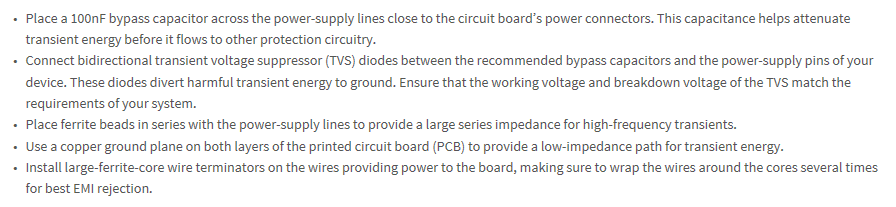 • Place a 100nF bypass capacitor across the power-supply lines close to the circuit board’s power connectors. This capacitance helps attenuate
transient energy before it flows to other protection circuitry.
• Connect bidirectional transient voltage suppressor (TVS) diodes between the recommended bypass capacitors and the power-supply pins of your
device. These diodes divert harmful transient energy to ground. Ensure that the working voltage and breakdown voltage of the TVS match the
requirements of your system.
• Place ferrite beads in series with the power-supply lines to provide a large series impedance for high-frequency transients.
• Use a copper ground plane on both layers of the printed circuit board (PCB) to provide a low-impedance path for transient energy.
• Install large-ferrite-core wire terminators on the wires providing power to the board, making sure to wrap the wires around the cores several times
for best EMI rejection.